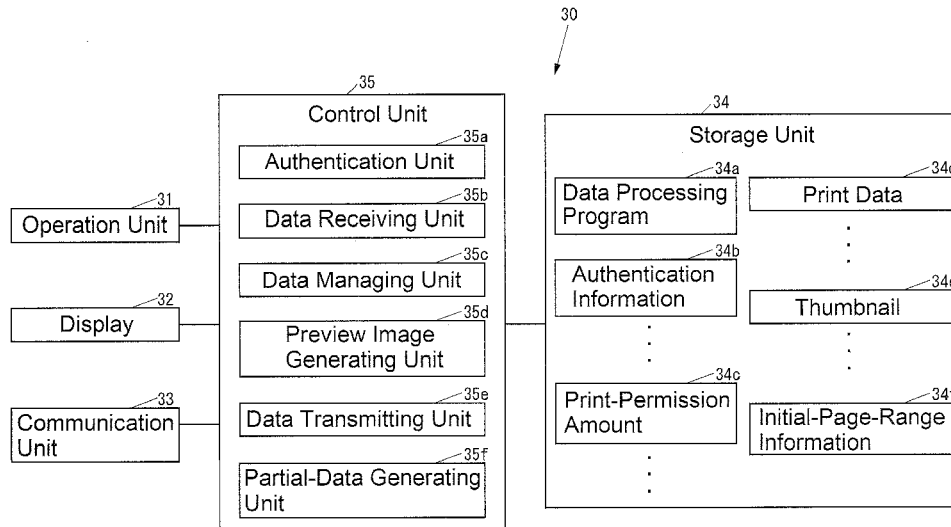 30
35
Control Unit
35a
Authentication Unit
35b
Data Receiving Unit
35c
Data Managing Unit
35d
Preview Image
Generating Unit
35e
Data Transmitting Unit
35f
Partial-Data Generating
Unit
31
Operation Unit
32
Display
33
Communication
Unit
34
Storage Unit
34a
Data Processing
Program
34b
Authentication
Information
34c
Print-Permission
Amount
Print Data
Thumbnail
Initial-Page-Range
Information